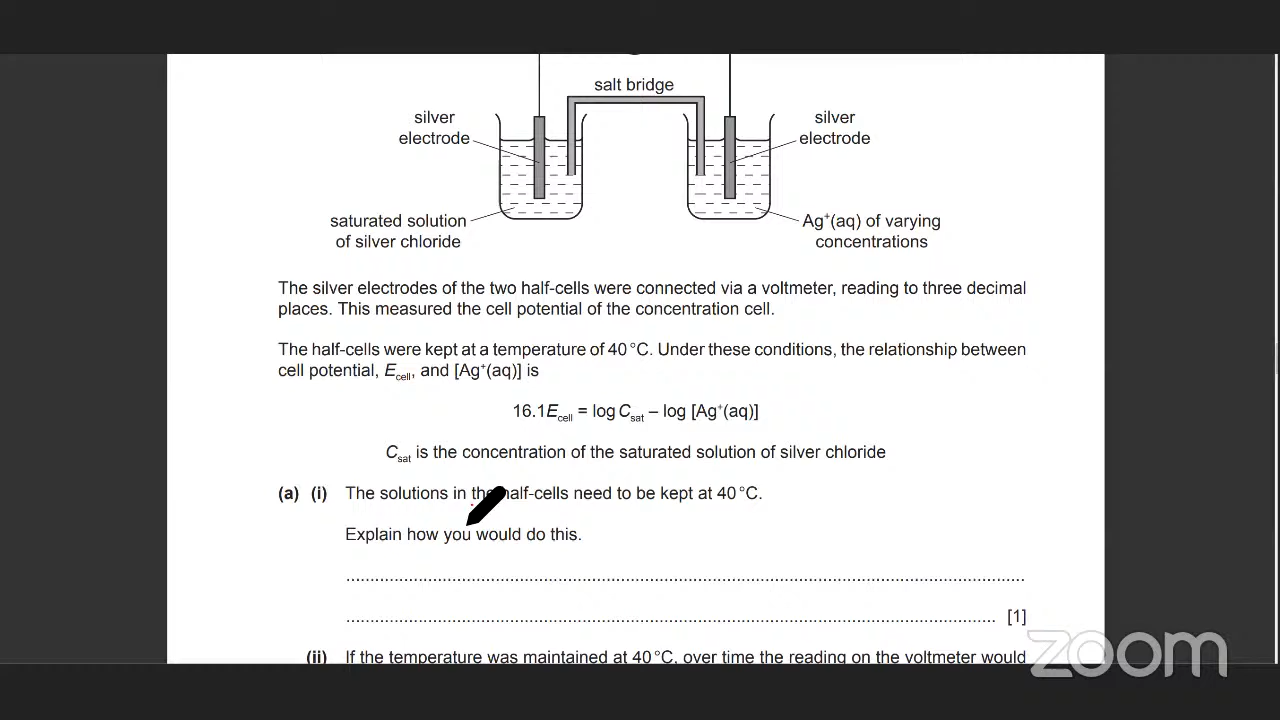 salt bridge
silver
electrode
silver
electrode
saturated solution
of silver chloride
Ag⁺(aq) of varying
concentrations
The silver electrodes of the two half-cells were connected via a voltmeter, reading to three decimal
places. This measured the cell potential of the concentration cell.
The half-cells were kept at a temperature of 40 °C. Under these conditions, the relationship between
cell potential, E_cell, and [Ag⁺(aq)] is
16.1E_cell = log C_sat – log [Ag⁺(aq)]
C_sat is the concentration of the saturated solution of silver chloride
(a) (i) The solutions in the half-cells need to be kept at 40 °C.
Explain how you would do this.
[1]
(ii) If the temperature was maintained at 40 °C, over time the reading on the voltmeter would
zoom